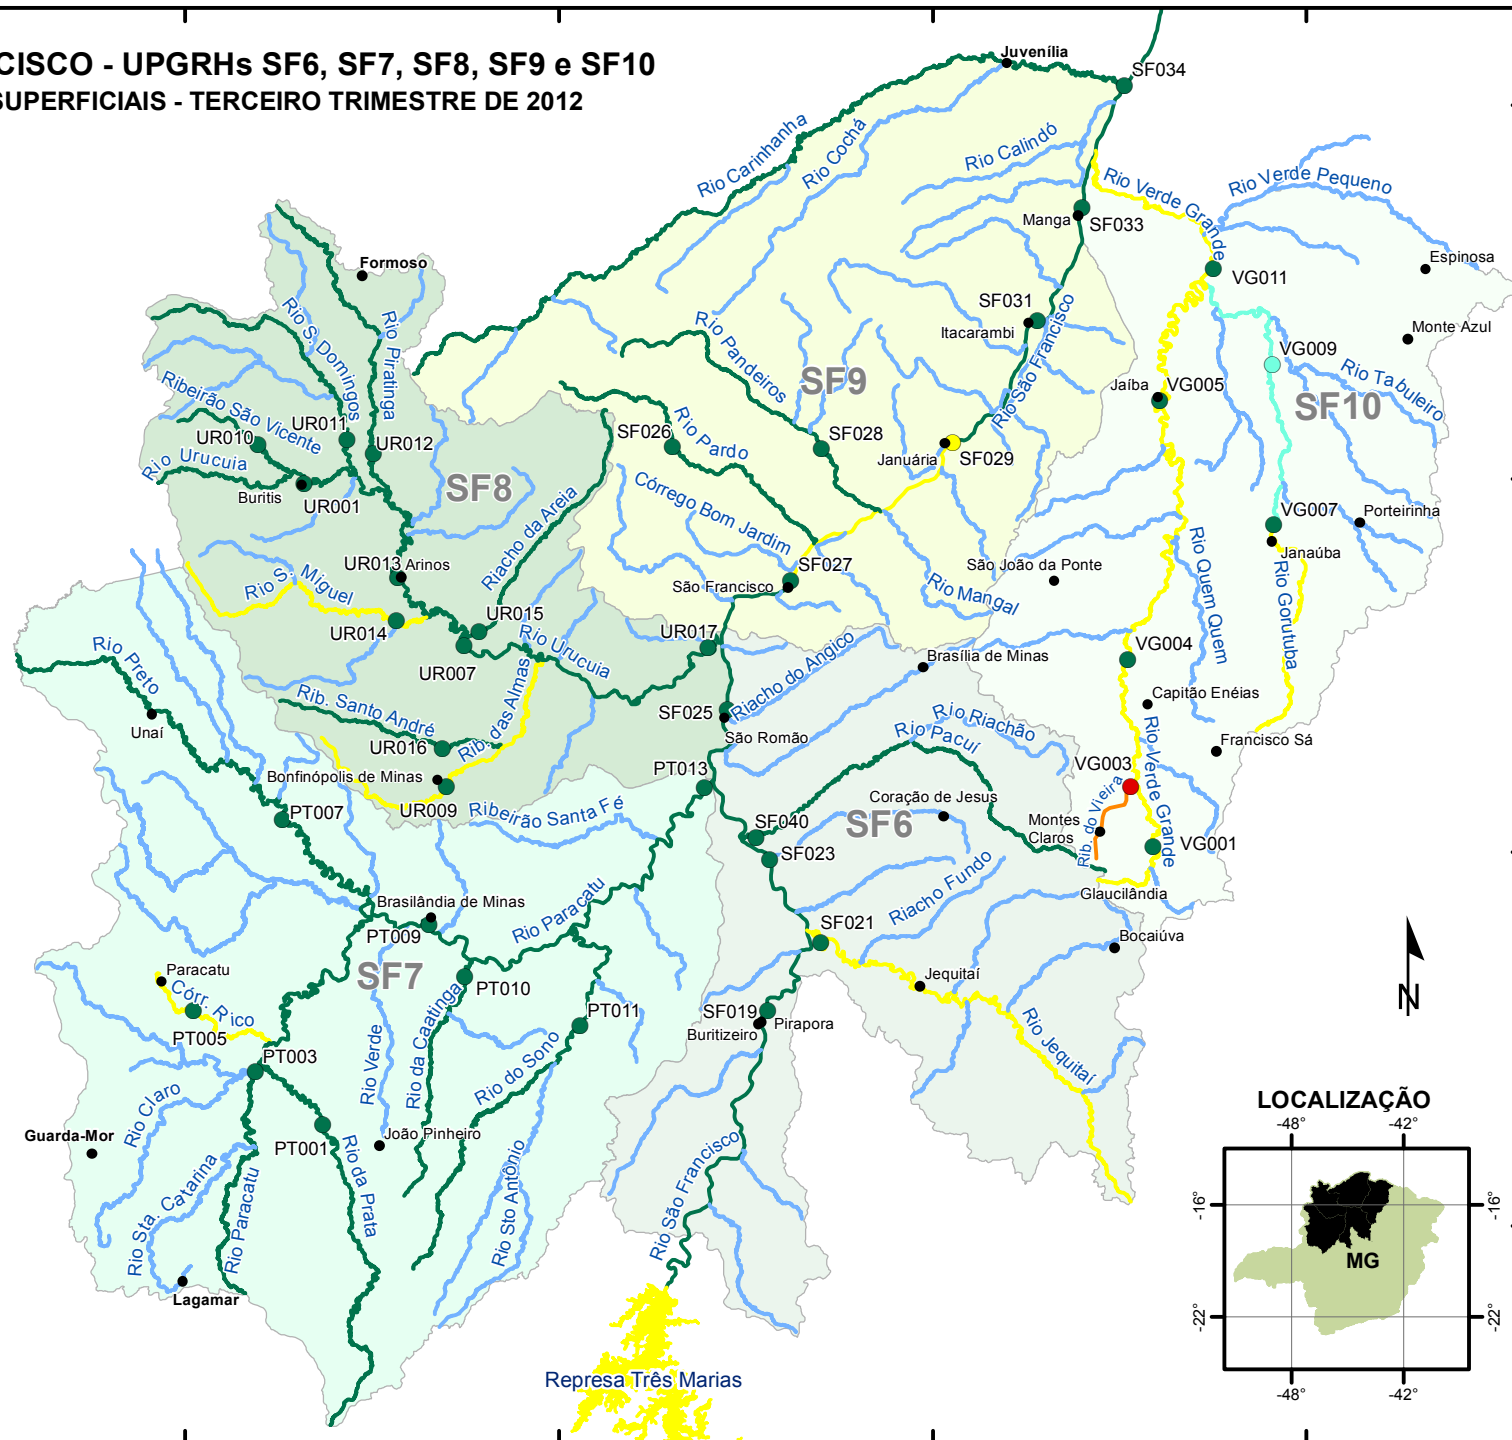 CISCO - UPGRHs SF6, SF7, SF8, SF9 e SF10
SUPERFICIAIS - TERCEIRO TRIMESTRE DE 2012
Juvenília
SF034
Rio Carinhanha
Rio Cochá
Rio Calindó
Rio Verde Grande
Rio Verde Pequeno
Manga
SF033
Formoso
VG011
Espinosa
SF031
Itacarambi
Rio S. Domingos
Rio Piratinga
Rio Pandeiros
Rio São Francisco
Monte Azul
VG009
Rio Tabuleiro
SF9
SF10
Jaíba
VG005
Ribeirão São Vicente
UR010
UR011
UR012
Rio Urucuia
Buritis
UR001
SF8
SF026
Rio Pardo
SF028
Januária
SF029
Córrego Bom Jardim
Riacho da Areia
VG007
Porteirinha
Janaúba
Rio Quem Quem
Rio Gorutuba
UR013
Arinos
Rio S. Miguel
UR014
UR015
UR007
Rio Urucuia
SF027
São Francisco
São João da Ponte
Rio Mangal
UR017
Riacho do Angico
Brasília de Minas
VG004
Capitão Enéias
Francisco Sá
Rio Preto
Unaí
Rib. Santo André
UR016
Rib. das Almas
Bonfinópolis de Minas
UR009
SF025
São Romão
Rio Riachão
Rio Pacuí
PT013
VG003
Rio Verde Grande
Rib. do Vieira
Montes
Claros
VG001
Glaucilândia
PT007
Ribeirão Santa Fé
SF040
SF023
Coração de Jesus
SF6
Riacho Fundo
Brasilândia de Minas
PT009
Rio Paracatu
SF021
Bocaiúva
Jequitaí
Paracatu
Córr. Rico
PT005
SF7
PT010
PT011
SF019
Pirapora
Buritizeiro
Rio Jequitaí
N
PT003
Rio Claro
Rio Verde
Rio da Caatinga
Rio do Sono
Guarda-Mor
PT001
João Pinheiro
Rio Sta. Catarina
Rio Paracatu
Rio da Prata
Rio Sto Antônio
Rio São Francisco
Lagamar
Represa Três Marias
LOCALIZAÇÃO
-48°
-42°
-16°
-16°
MG
-22°
-22°
-48°
-42°